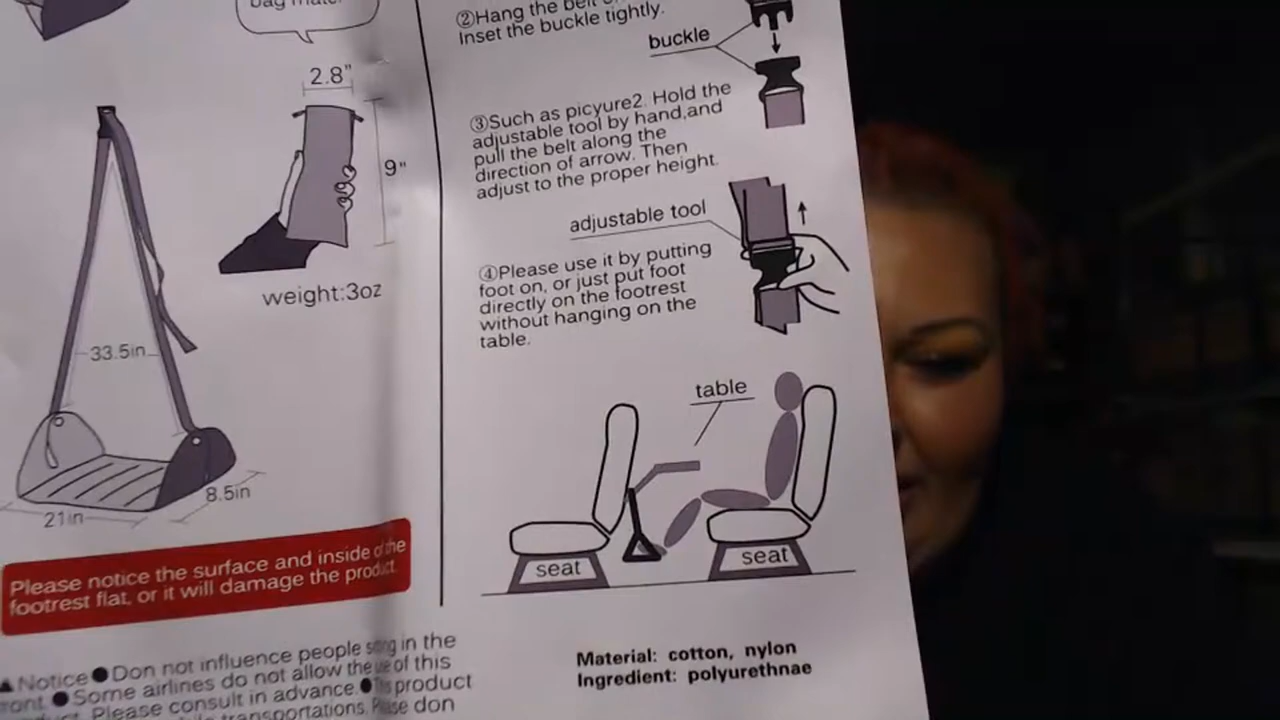 bag
2.8"
9"
weight:3oz
33.5in
8.5in
21in
Please notice the surface and inside of the
footrest flat, or it will damage the product.
▲Notice ●Don not influence people in the
front. ●Some airlines do not allow the use of this
Please consult in advance.● product
transportations. Please don
②Hang the belt
Inset the buckle tightly.
buckle
③Such as picyure2. Hold the
adjustable tool by hand,and
pull the belt along the
direction of arrow. Then
adjust to the proper height.
adjustable tool
④Please use it by putting
foot on, or just put foot
directly on the footrest
without hanging on the
table.
table
seat
seat
Material: cotton, nylon
Ingredient: polyurethnae